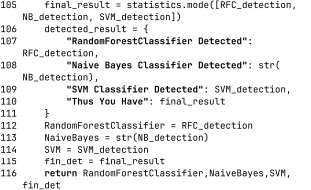 105 final_result = statistics.mode([RFC_detection,
NB_detection, SVM_detection])
106 detected_result = {
107 "RandomForestClassifier Detected":
RFC_detection,
108 "Naive Bayes Classifier Detected": str(
NB_detection),
109 "SVM Classifier Detected": SVM_detection,
110 "Thus You Have": final_result
111 }
112 RandomForestClassifier = RFC_detection
113 NaiveBayes = str(NB_detection)
114 SVM = SVM_detection
115 fin_det = final_result
116 return RandomForestClassifier,NaiveBayes,SVM,
fin_det